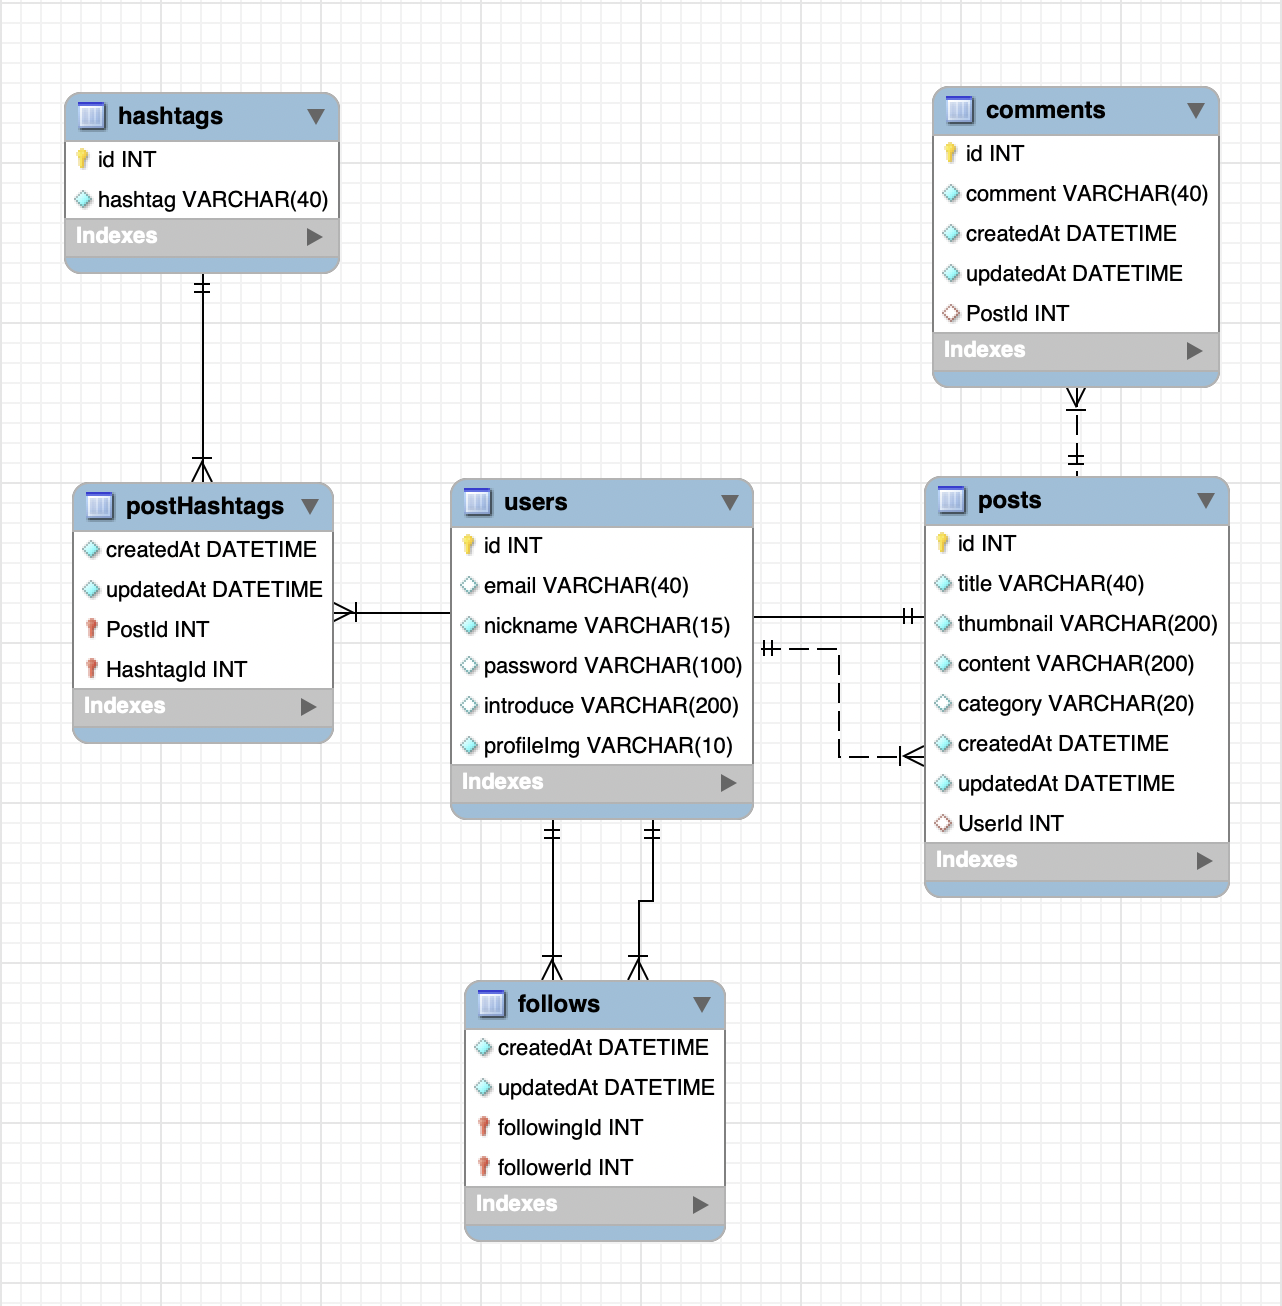 hashtags
id INT
hashtag VARCHAR(40)
Indexes
comments
id INT
comment VARCHAR(40)
createdAt DATETIME
updatedAt DATETIME
PostId INT
Indexes
postHashtags
createdAt DATETIME
updatedAt DATETIME
PostId INT
HashtagId INT
Indexes
users
id INT
email VARCHAR(40)
nickname VARCHAR(15)
password VARCHAR(100)
introduce VARCHAR(200)
profileImg VARCHAR(10)
Indexes
posts
id INT
title VARCHAR(40)
thumbnail VARCHAR(200)
content VARCHAR(200)
category VARCHAR(20)
createdAt DATETIME
updatedAt DATETIME
UserId INT
Indexes
follows
createdAt DATETIME
updatedAt DATETIME
followingId INT
followerId INT
Indexes